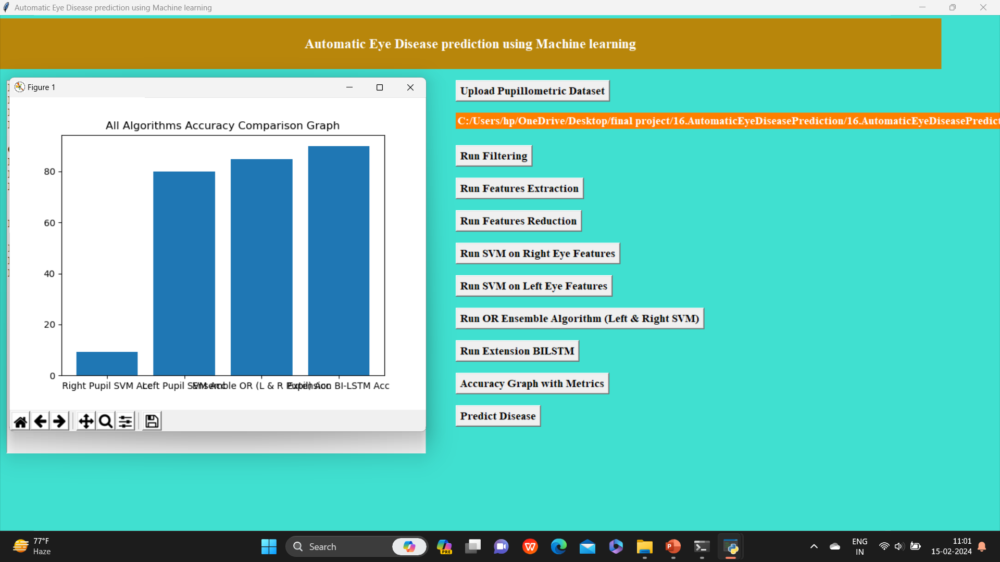 Automatic Eye Disease prediction using Machine learning
Automatic Eye Disease prediction using Machine learning
Figure 1
All Algorithms Accuracy Comparison Graph
80
60
40
20
0
Right Pupil SVM Acc
Left Pupil SVM Acc
Ensemble OR (L & R Pupil) Acc
Extension BI-LSTM Acc
Upload Pupillometric Dataset
C:/Users/hp/OneDrive/Desktop/final project/16.AutomaticEyeDiseasePrediction/16.AutomaticEyeDiseasePredict
Run Filtering
Run Features Extraction
Run Features Reduction
Run SVM on Right Eye Features
Run SVM on Left Eye Features
Run OR Ensemble Algorithm (Left & Right SVM)
Run Extension BILSTM
Accuracy Graph with Metrics
Predict Disease
77°F
Haze
Search
PRE
ENG
IN
11:01
15-02-2024